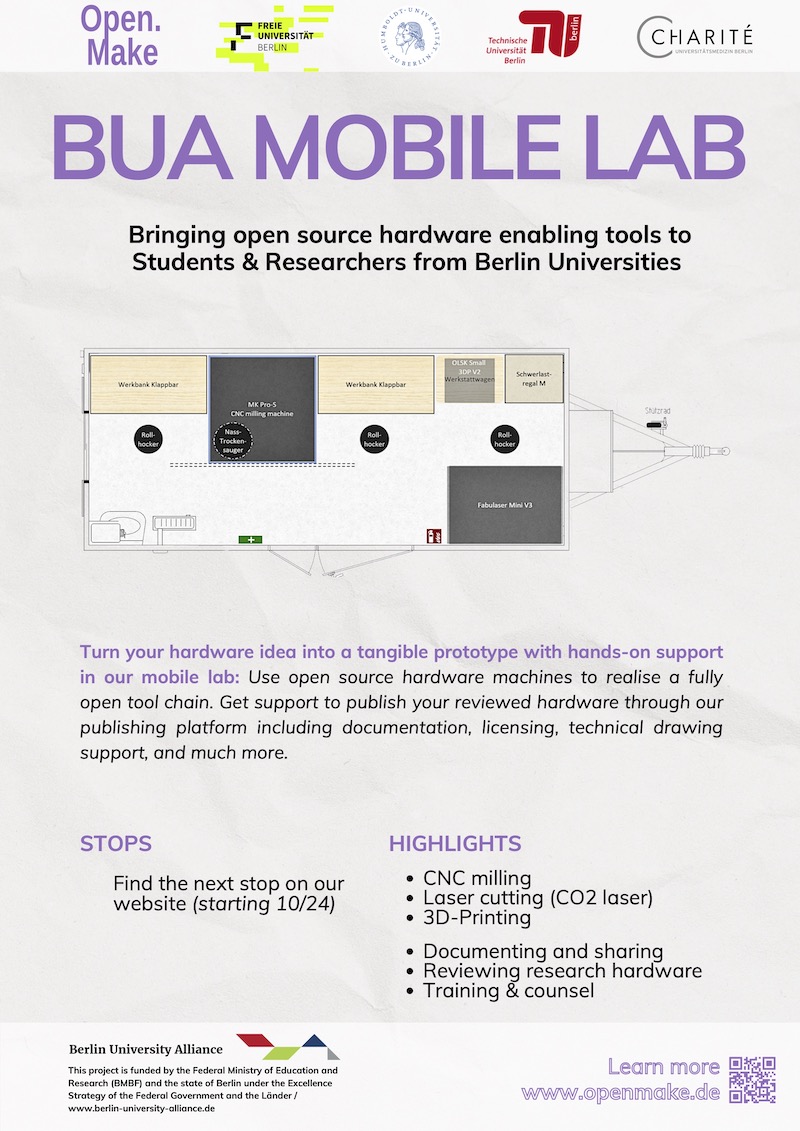 Open.
Make
FREIE
UNIVERSITÄT
BERLIN
HUMBOLDT-UNIVERSITÄT
ZU BERLIN
Technische
Universität
Berlin
berlin
CHARITÉ
UNIVERSITÄTSMEDIZIN BERLIN
BUA MOBILE LAB
Bringing open source hardware enabling tools to
Students & Researchers from Berlin Universities
Werkbank Klappbar
MK Pro-S
CNC milling machine
Nass-
Trocken-
sauger
Werkbank Klappbar
OLSK Small
3DP V2
Werkstattwagen
Schwerlast-
regal M
Roll-
hocker
Roll-
hocker
Roll-
hocker
Stützrad
Fabulaser Mini V3
Turn your hardware idea into a tangible prototype with hands-on support
in our mobile lab: Use open source hardware machines to realise a fully
open tool chain. Get support to publish your reviewed hardware through our
publishing platform including documentation, licensing, technical drawing
support, and much more.
STOPS
Find the next stop on our
website (starting 10/24)
HIGHLIGHTS
• CNC milling
• Laser cutting (CO2 laser)
• 3D-Printing
• Documenting and sharing
• Reviewing research hardware
• Training & counsel
Berlin University Alliance
This project is funded by the Federal Ministry of Education and
Research (BMBF) and the state of Berlin under the Excellence
Strategy of the Federal Government and the Länder /
www.berlin-university-alliance.de
Learn more
www.openmake.de